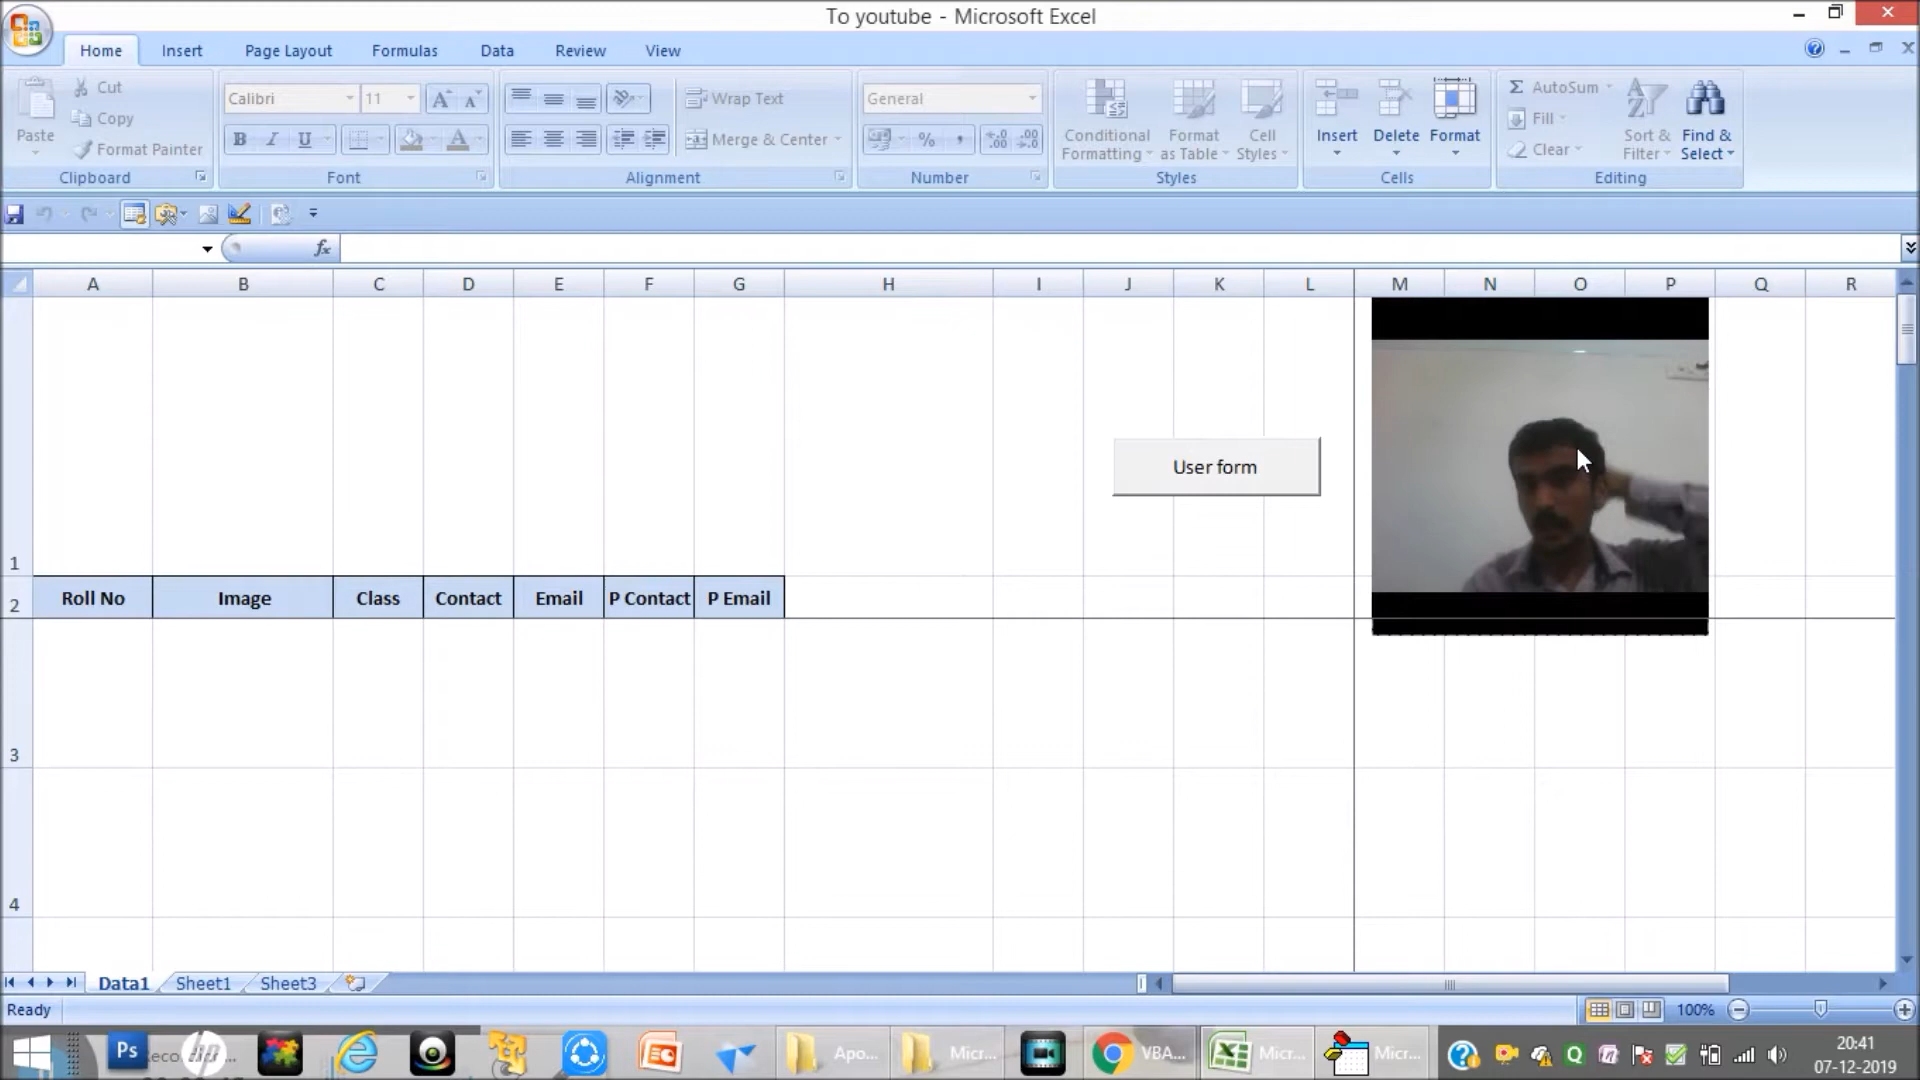 To youtube - Microsoft Excel
Home Insert Page Layout Formulas Data Review View
Cut
Copy
Format Painter
Paste
Clipboard
Calibri 11
B I U
Font
Wrap Text
Merge & Center
Alignment
General
%
Number
Conditional Formatting
Format as Table
Cell Styles
Styles
Insert Delete Format
Cells
AutoSum
Fill
Clear
Sort & Filter
Find & Select
Editing
fx
A B C D E F G H I J K L M N O P Q R
User form
1
2 Roll No Image Class Contact Email P Contact P Email
3
4
Data1 Sheet1 Sheet3
Ready
100%
Ps
hp
Apo...
Micr...
VBA...
Micr...
Micr...
20:41
07-12-2019